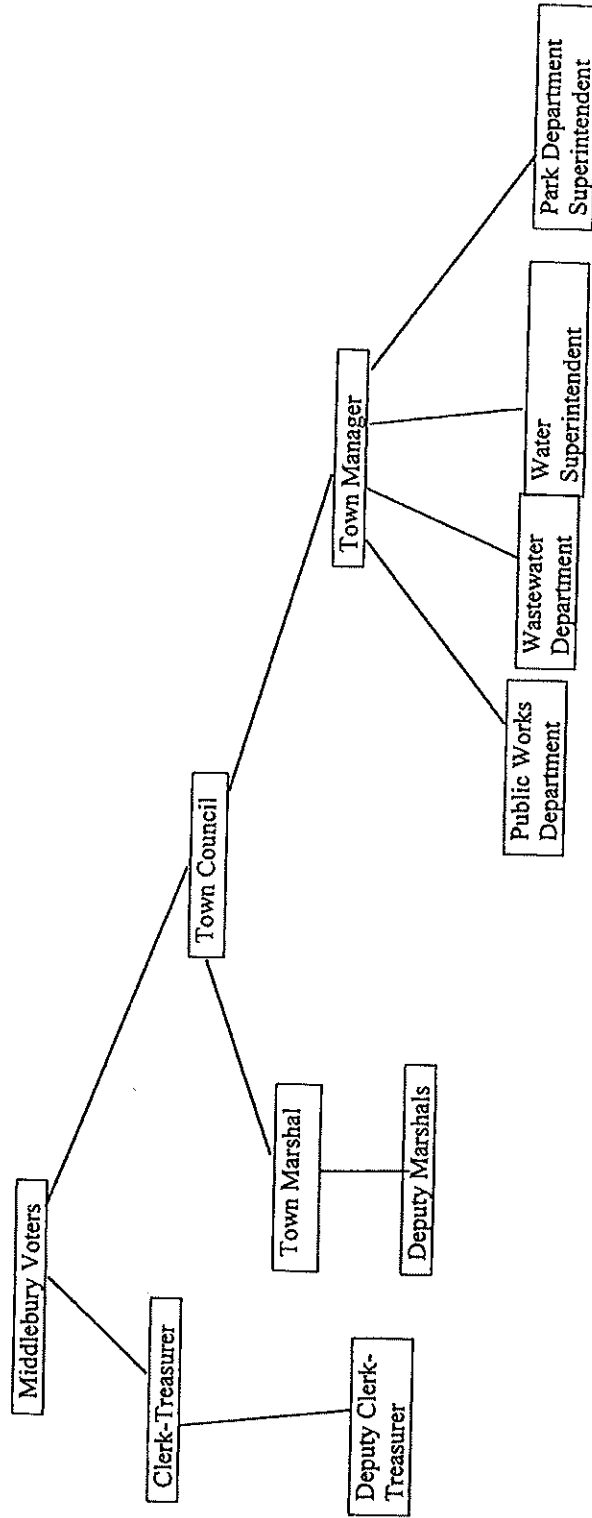 Middlebury Voters
Clerk-Treasurer
Town Council
Deputy Clerk-
Treasurer
Town Marshal
Town Manager
Deputy Marshals
Public Works
Department
Wastewater
Department
Water
Superintendent
Park Department
Superintendent